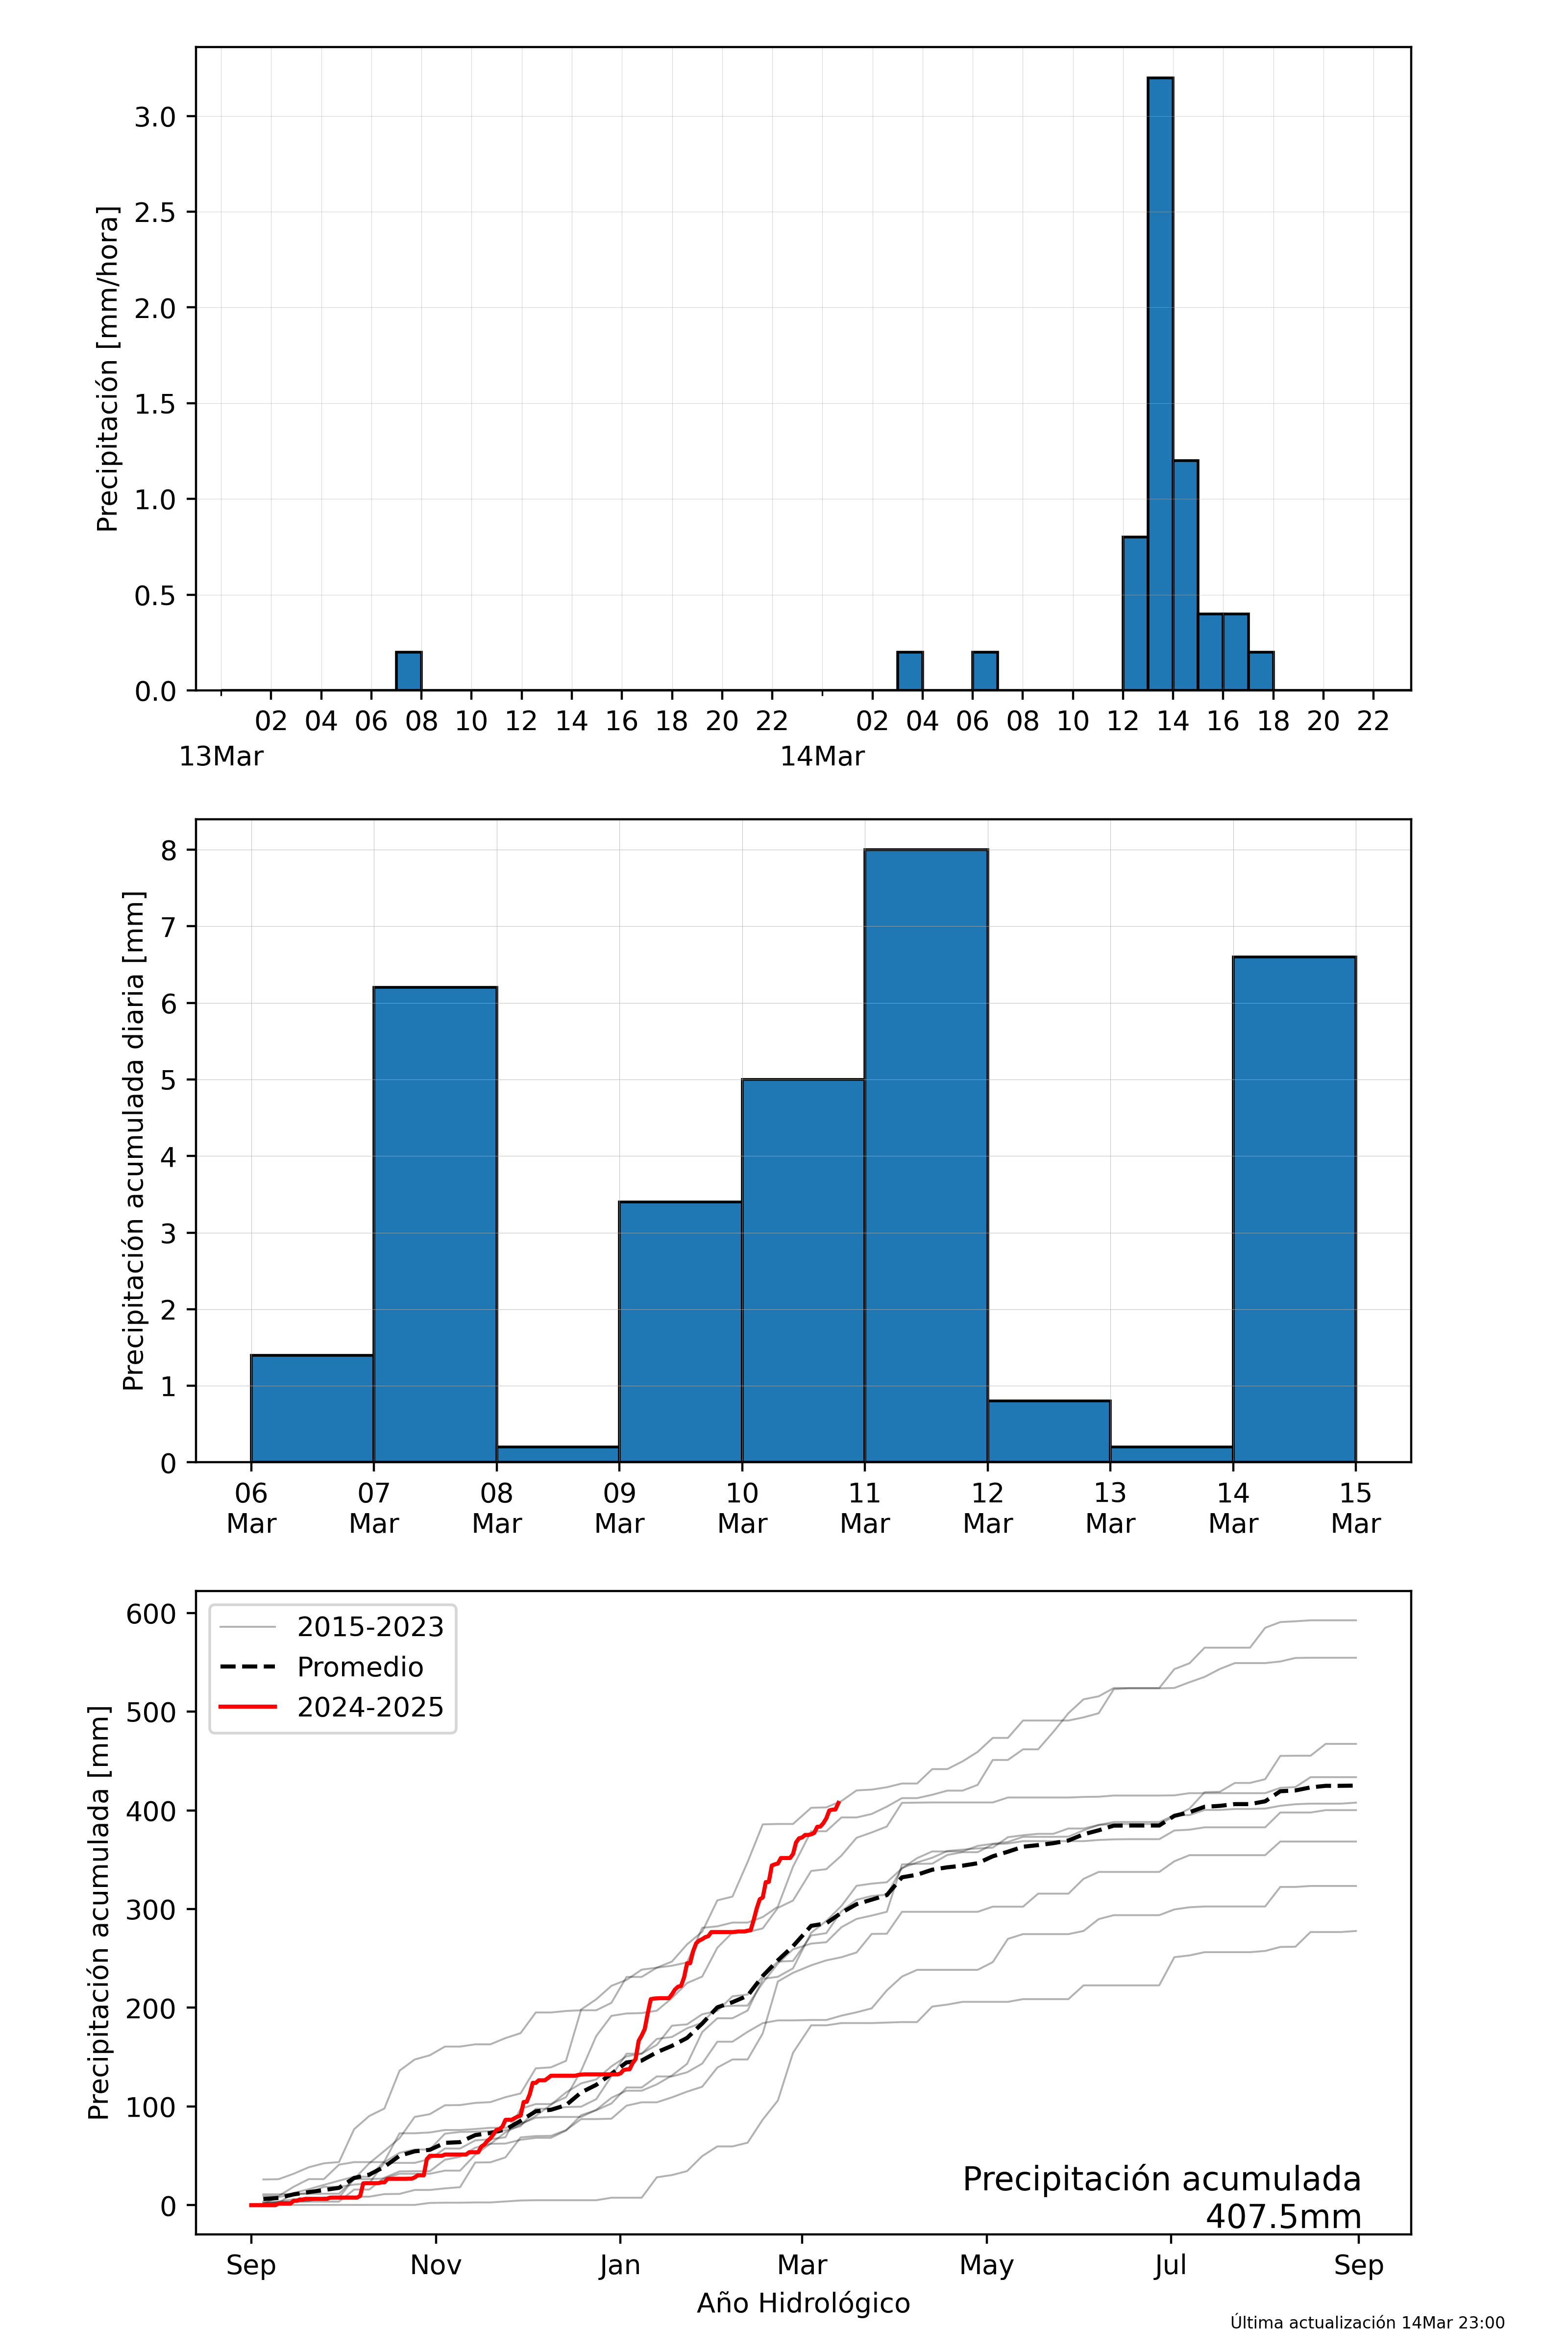 Precipitación [mm/hora]
3.0
2.5
2.0
1.5
1.0
0.5
0.0
02 04 06 08 10 12 14 16 18 20 22 02 04 06 08 10 12 14 16 18 20 22
13Mar 14Mar
Precipitación acumulada diaria [mm]
8
7
6
5
4
3
2
1
0
06 07 08 09 10 11 12 13 14 15
Mar Mar Mar Mar Mar Mar Mar Mar Mar Mar
Precipitación acumulada [mm]
600
500
400
300
200
100
0
2015-2023
Promedio
2024-2025
Precipitación acumulada
407.5mm
Sep Nov Jan Mar May Jul Sep
Año Hidrológico
Última actualización 14Mar 23:00